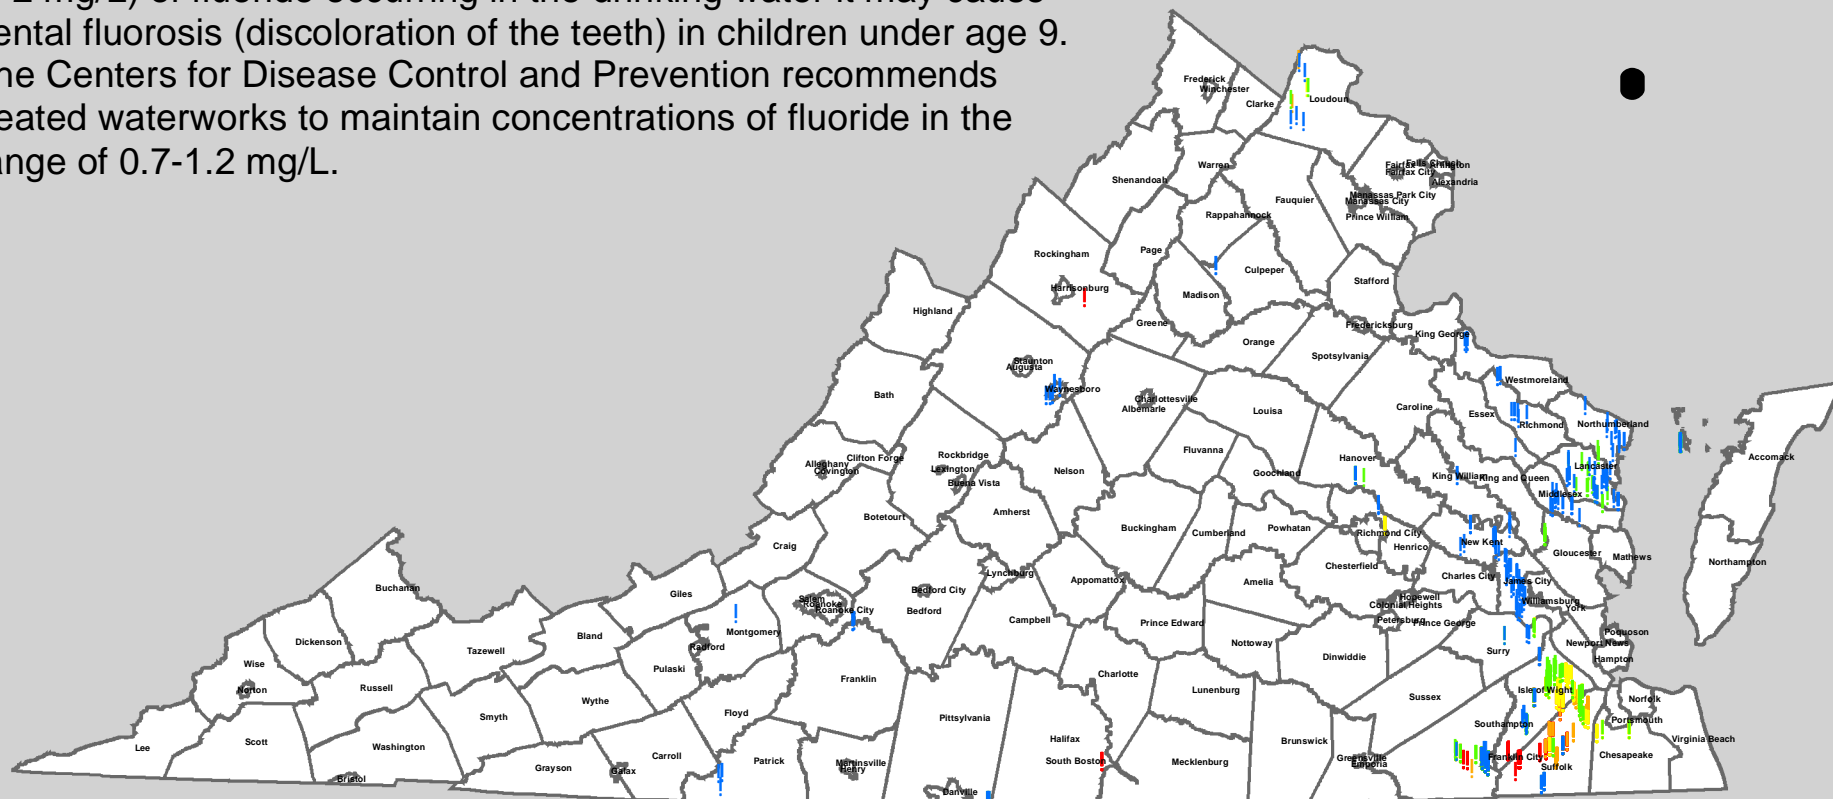 2 mg/L) of fluoride occurring in the drinking water it may cause
ental fluorosis (discoloration of the teeth) in children under age 9.
he Centers for Disease Control and Prevention recommends
eated waterworks to maintain concentrations of fluoride in the
ange of 0.7-1.2 mg/L.
Frederick
Winchester
Clarke
Loudoun
Warren
Fairfax
Falls Church
Arlington
Fairfax City
Alexandria
Shenandoah
Manassas Park City
Manassas City
Fauquier
Rappahannock
Prince William
Page
Rockingham
Culpeper
Stafford
Harrisonburg
Madison
Highland
Greene
Fredericksburg
King George
Orange
Spotsylvania
Staunton
Augusta
Westmoreland
Waynesboro
Bath
Charlottesville
Albemarle
Louisa
Caroline
Essex
Richmond
Northumberland
Fluvanna
Clifton Forge
Rockbridge
Hanover
Accomack
Alleghany
Covington
Lexington
Nelson
Goochland
Lancaster
King William
King and Queen
Buena Vista
Middlesex
Amherst
Botetourt
Buckingham
Cumberland
Powhatan
Richmond City
New Kent
Craig
Henrico
Gloucester
Mathews
Northampton
Chesterfield
Lynchburg
Appomattox
Amelia
Charles City
James City
Buchanan
Giles
Bedford City
Salem
Roanoke
Roanoke City
Hopewell
Colonial Heights
Williamsburg
York
Bedford
Campbell
Prince Edward
Petersburg
Prince George
Montgomery
Bland
Poquoson
Dickenson
Radford
Nottoway
Newport News
Tazewell
Surry
Dinwiddie
Hampton
Wise
Pulaski
Charlotte
Franklin
Norton
Russell
Lunenburg
Isle of Wight
Sussex
Norfolk
Wythe
Smyth
Floyd
Pittsylvania
Southampton
Portsmouth
Lee
Scott
Washington
Halifax
Brunswick
Virginia Beach
Carroll
Patrick
South Boston
Mecklenburg
Greensville
Emporia
Franklin City
Chesapeake
Grayson
Galax
Martinsville
Henry
Suffolk
Bristol
Danville